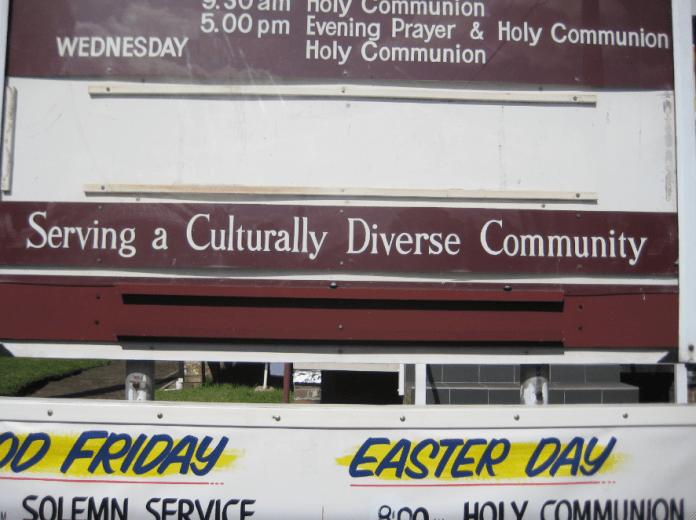 9.30 am Holy Communion
5.00 pm Evening Prayer & Holy Communion
WEDNESDAY Holy Communion
Serving a Culturally Diverse Community
OD FRIDAY EASTER DAY
SOLEMN SERVICE 8:00 HOLY COMMUNION